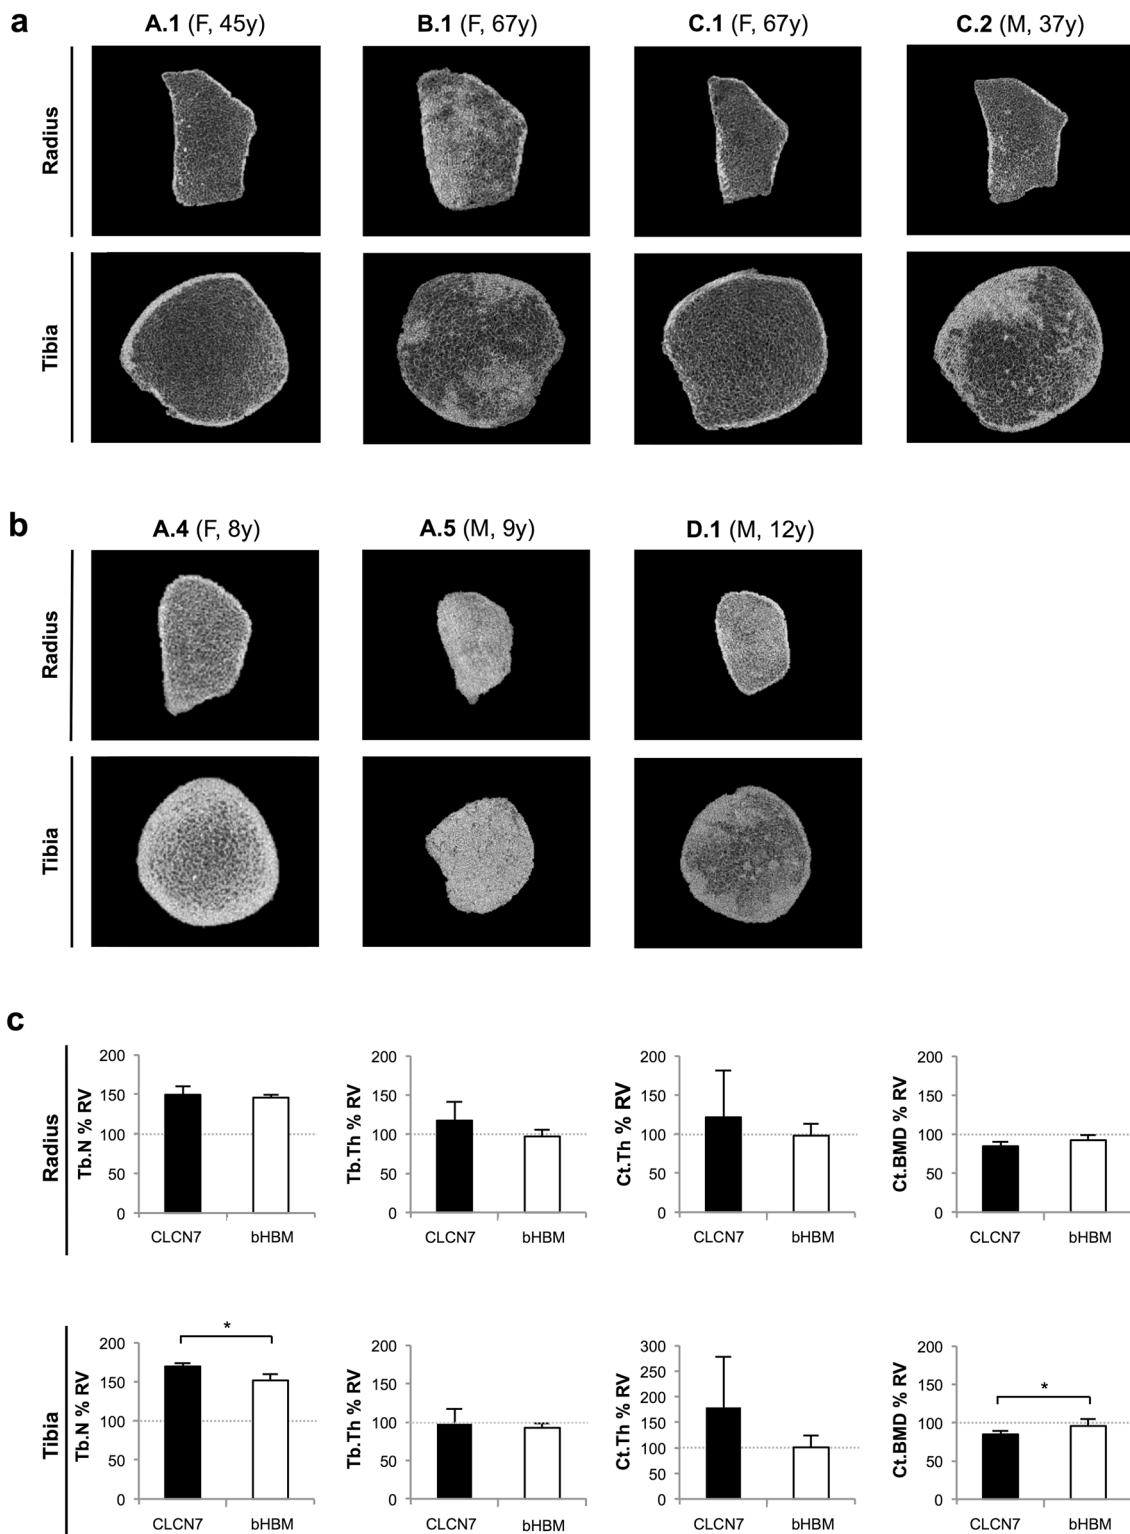 a
A.1 (F, 45y) B.1 (F, 67y) C.1 (F, 67y) C.2 (M, 37y)
Radius
Tibia
b
A.4 (F, 8y) A.5 (M, 9y) D.1 (M, 12y)
Radius
Tibia
c
Radius
Tb.N % RV
200
150
100
50
0
CLCN7 bHBM
Tb.Th % RV
200
150
100
50
0
CLCN7 bHBM
Ct.Th % RV
200
150
100
50
0
CLCN7 bHBM
Ct.BMD % RV
200
150
100
50
0
CLCN7 bHBM
Tibia
Tb.N % RV
200
150
100
50
0
*
CLCN7 bHBM
Tb.Th % RV
200
150
100
50
0
CLCN7 bHBM
Ct.Th % RV
300
250
200
150
100
50
0
CLCN7 bHBM
Ct.BMD % RV
200
150
100
50
0
*
CLCN7 bHBM